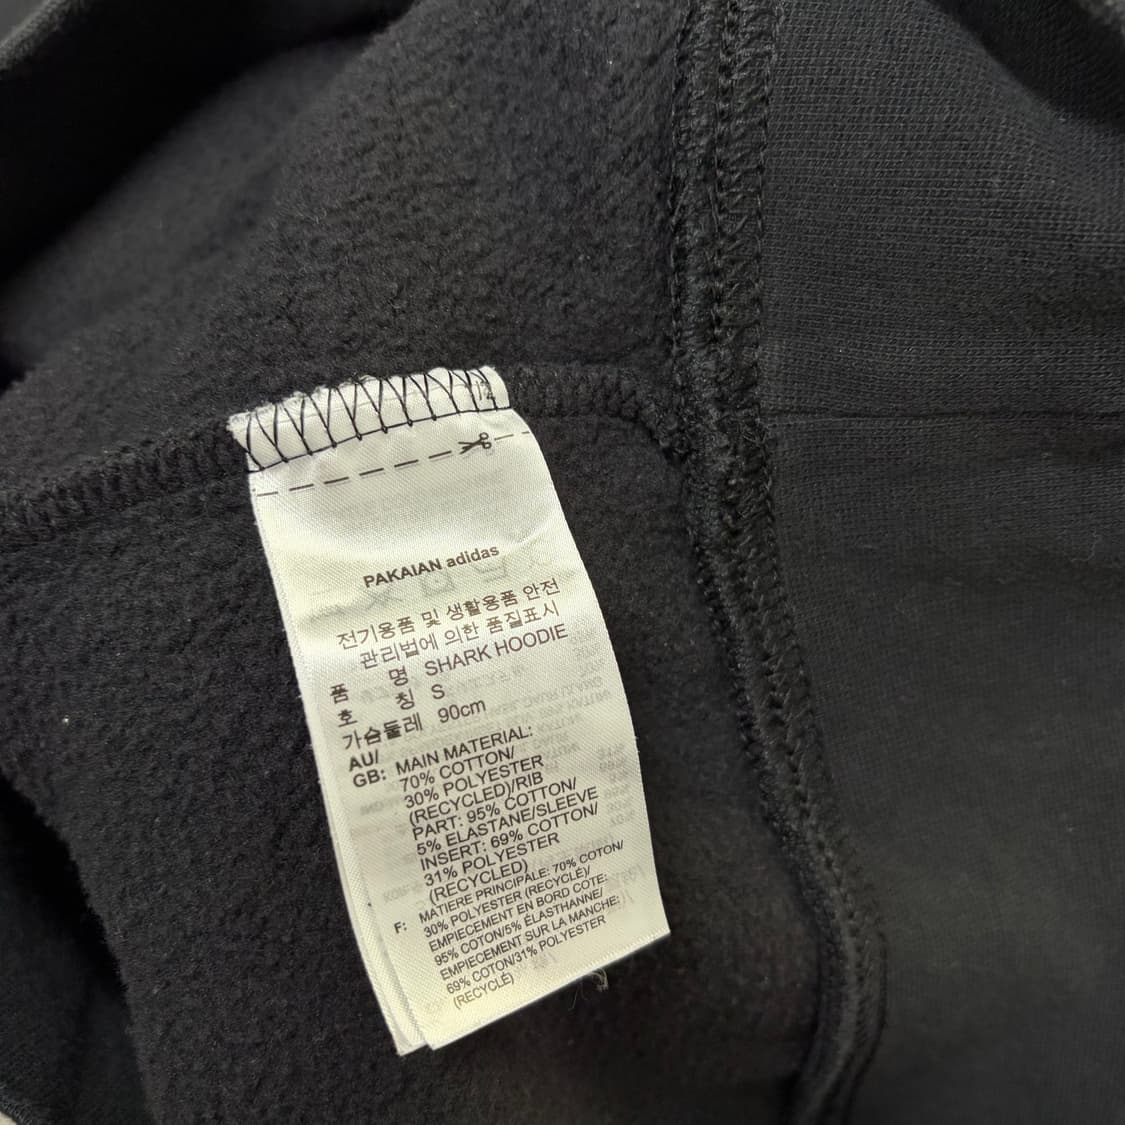 PAKAIAN adidas
전기용품 및 생활용품 안전
관리법에 의한 품질표시
품 명 SHARK HOODIE
호 칭 S
가슴둘레 90cm
AU/
GB: MAIN MATERIAL:
70% COTTON/
30% POLYESTER
(RECYCLED)/RIB
PART: 95% COTTON/
5% ELASTANE/SLEEVE
INSERT: 69% COTTON/
31% POLYESTER
(RECYCLED)
F: MATIERE PRINCIPALE: 70% COTON/
30% POLYESTER (RECYCLÉ)/
EMPIECEMENT EN BORD COTE:
95% COTON/5% ÉLASTHANNE/
EMPIECEMENT SUR LA MANCHE:
69% COTON/31% POLYESTER
(RECYCLÉ)